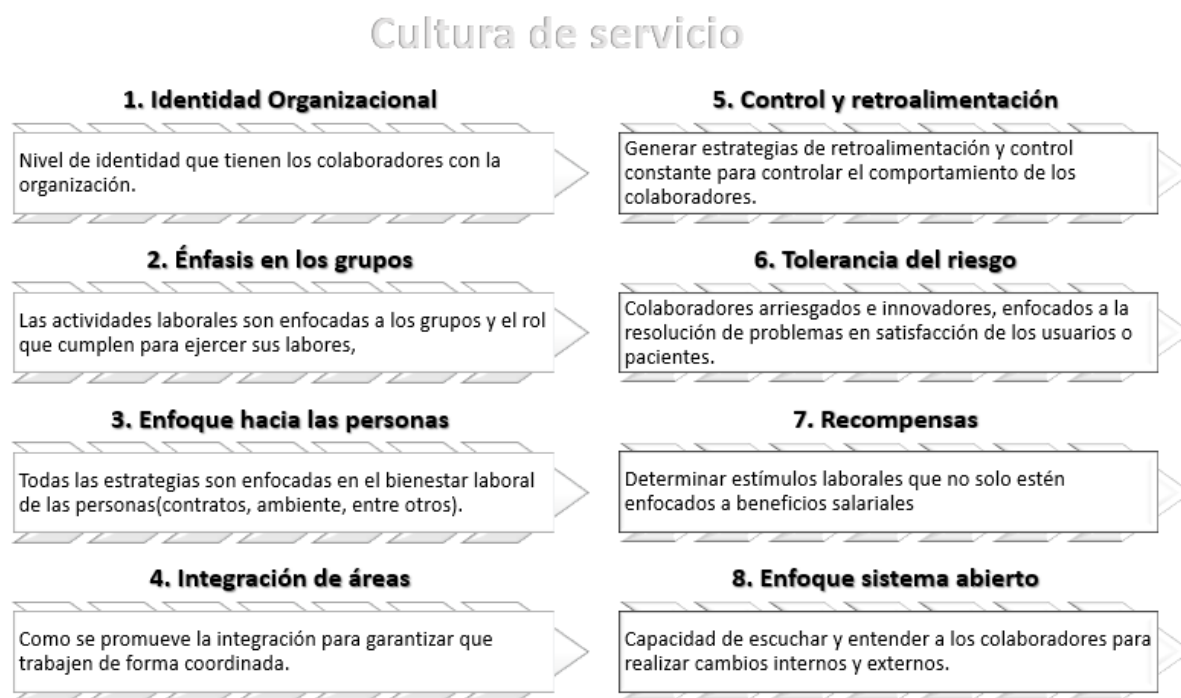 Cultura de servicio
1. Identidad Organizacional
Nivel de identidad que tienen los colaboradores con la
organización.
2. Énfasis en los grupos
Las actividades laborales son enfocadas a los grupos y el rol
que cumplen para ejercer sus labores,
3. Enfoque hacia las personas
Todas las estrategias son enfocadas en el bienestar laboral
de las personas(contratos, ambiente, entre otros).
4. Integración de áreas
Como se promueve la integración para garantizar que
trabajen de forma coordinada.
5. Control y retroalimentación
Generar estrategias de retroalimentación y control
constante para controlar el comportamiento de los
colaboradores.
6. Tolerancia del riesgo
Colaboradores arriesgados e innovadores, enfocados a la
resolución de problemas en satisfacción de los usuarios o
pacientes.
7. Recompensas
Determinar estímulos laborales que no solo estén
enfocados a beneficios salariales
8. Enfoque sistema abierto
Capacidad de escuchar y entender a los colaboradores para
realizar cambios internos y externos.